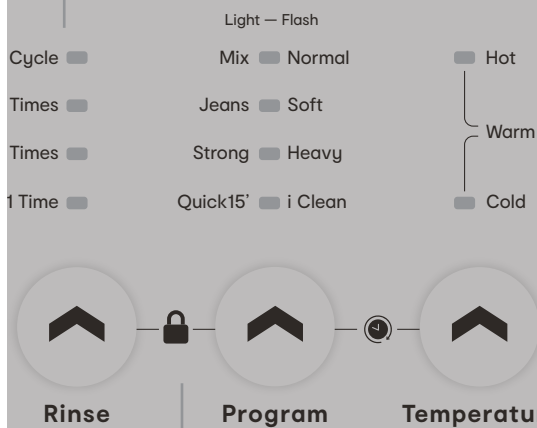 Light — Flash
Cycle Mix Normal Hot
Times Jeans Soft
Warm
Times Strong Heavy
1 Time Quick15’ i Clean Cold
Rinse Program Temperatu